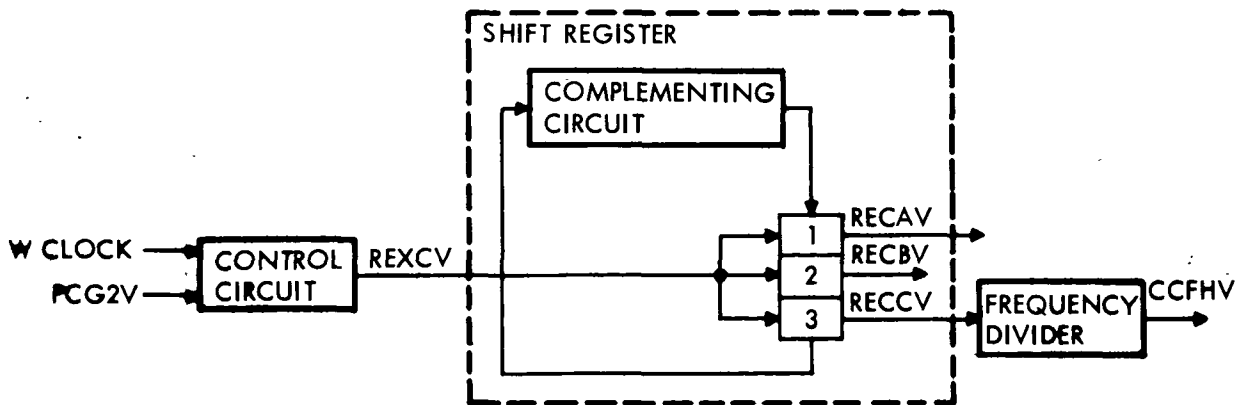 SHIFT REGISTER
COMPLEMENTING
CIRCUIT
W CLOCK
PCG2V
CONTROL
CIRCUIT
REXCV
1
2
3
RECAV
RECBV
RECCV
FREQUENCY
DIVIDER
CCFHV